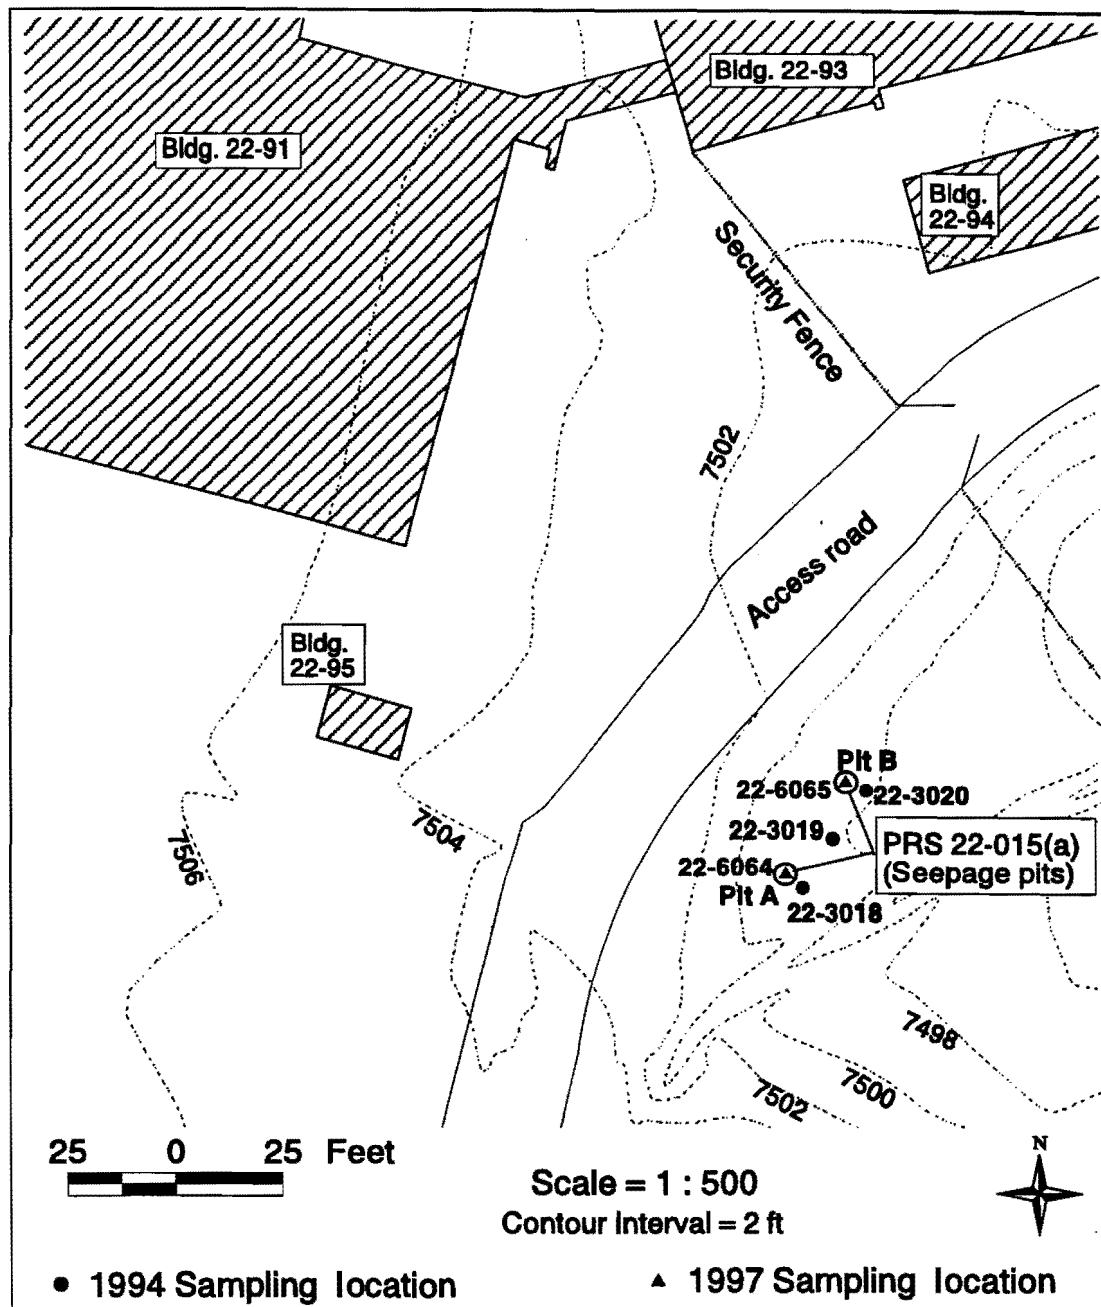 Bldg. 22-93
Bldg. 22-91
Bldg.
22-94
Security Fence
7502
Access road
Bldg.
22-95
7504
7506
Pit B
22-6065
22-3020
22-3019
22-6064
Pit A
22-3018
PRS 22-015(a)
(Seepage pits)
7498
7500
7502
25 0 25 Feet
Scale = 1 : 500
Contour Interval = 2 ft
N
1994 Sampling location
1997 Sampling location